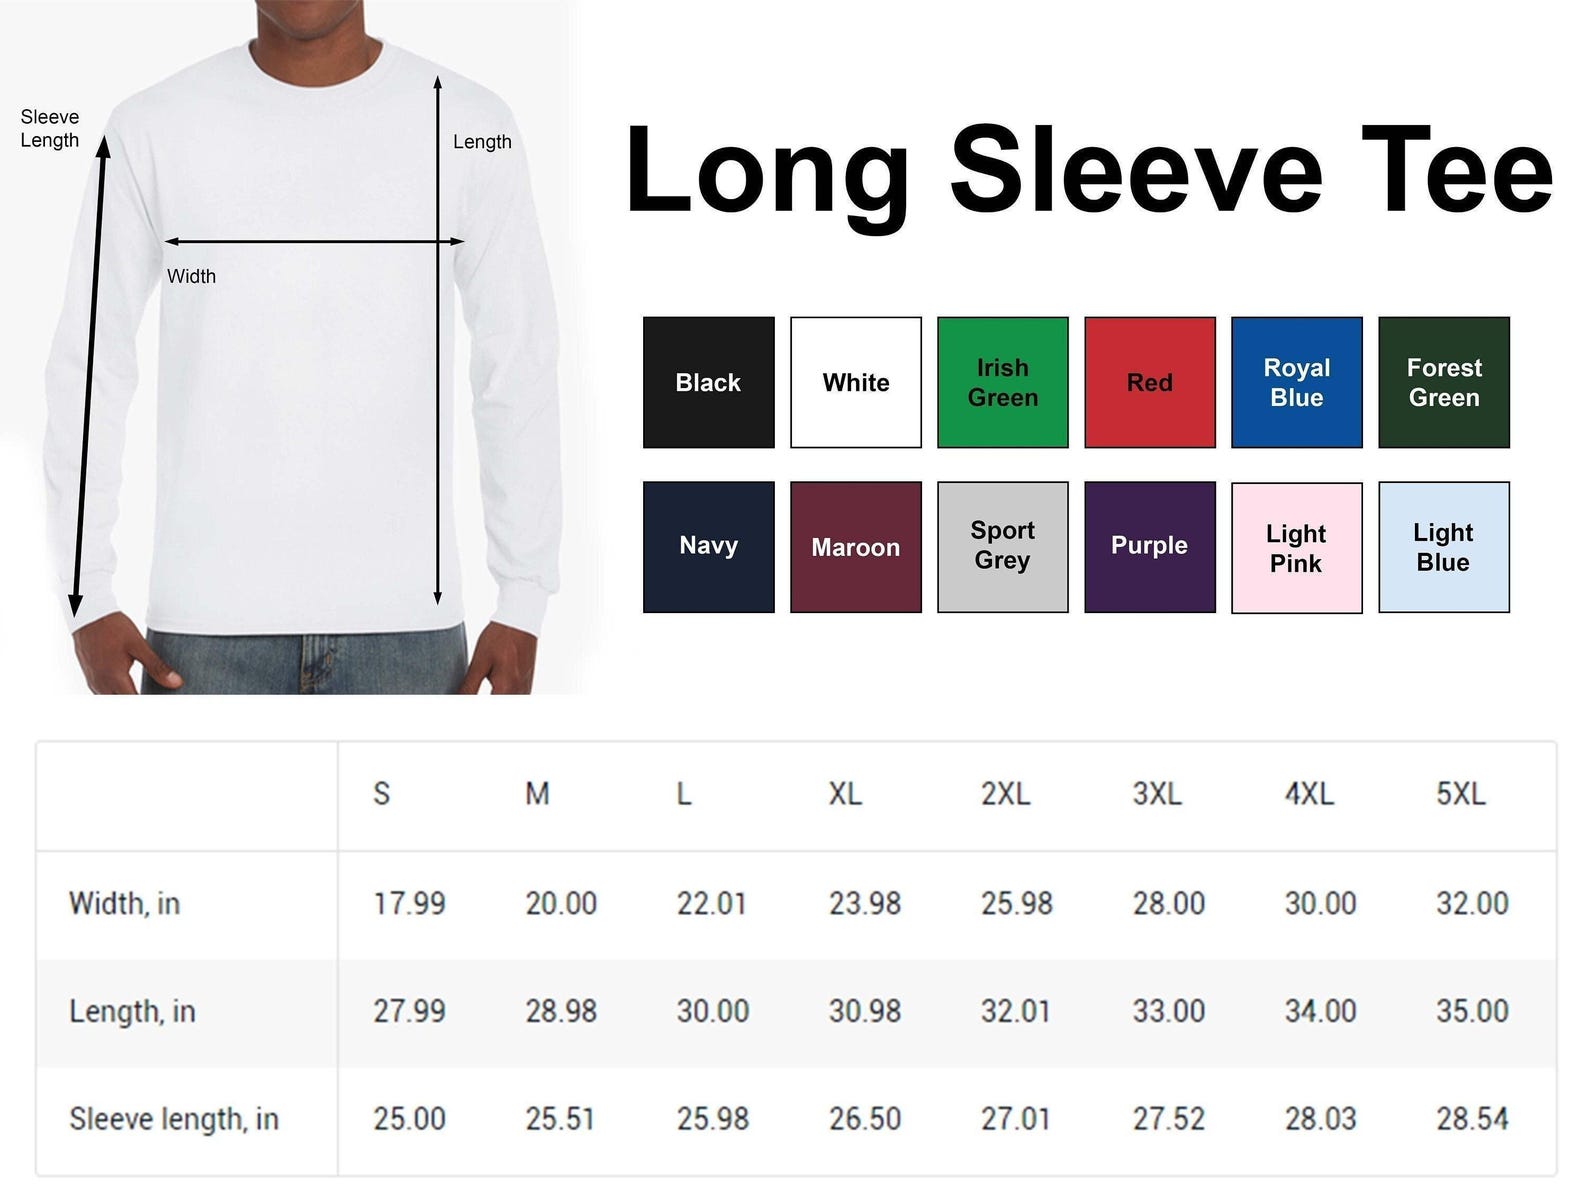 Sleeve
Length
Length
Width
Long Sleeve Tee
Black
White
Irish
Green
Red
Royal
Blue
Forest
Green
Navy
Maroon
Sport
Grey
Purple
Light
Pink
Light
Blue
S M L XL 2XL 3XL 4XL 5XL
Width, in 17.99 20.00 22.01 23.98 25.98 28.00 30.00 32.00
Length, in 27.99 28.98 30.00 30.98 32.01 33.00 34.00 35.00
Sleeve length, in 25.00 25.51 25.98 26.50 27.01 27.52 28.03 28.54